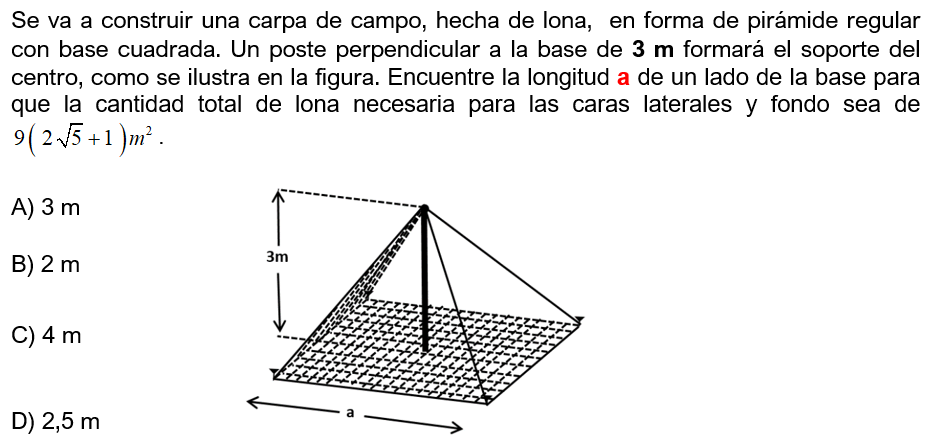 Se va a construir una carpa de campo, hecha de lona, en forma de pirámide regular
con base cuadrada. Un poste perpendicular a la base de 3 m formará el soporte del
centro, como se ilustra en la figura. Encuentre la longitud a de un lado de la base para
que la cantidad total de lona necesaria para las caras laterales y fondo sea de
9(2√5+1)m².
A) 3 m
3m
B) 2 m
C) 4 m
a
D) 2,5 m